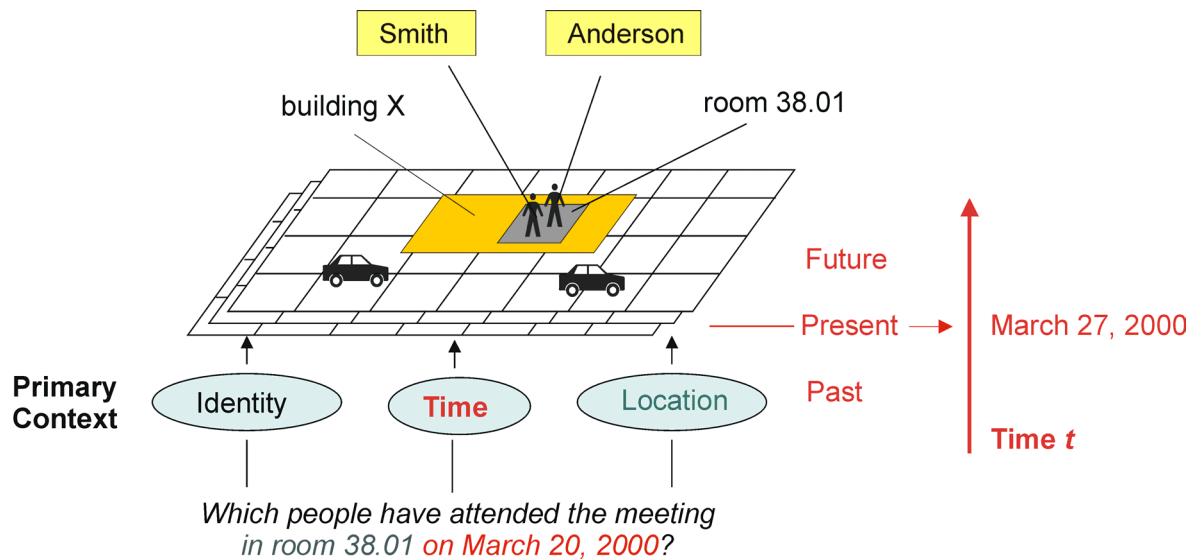 Smith
Anderson
building X
room 38.01
Future
Present
March 27, 2000
Past
Time t
Primary
Context
Identity
Time
Location
Which people have attended the meeting
in room 38.01 on March 20, 2000?